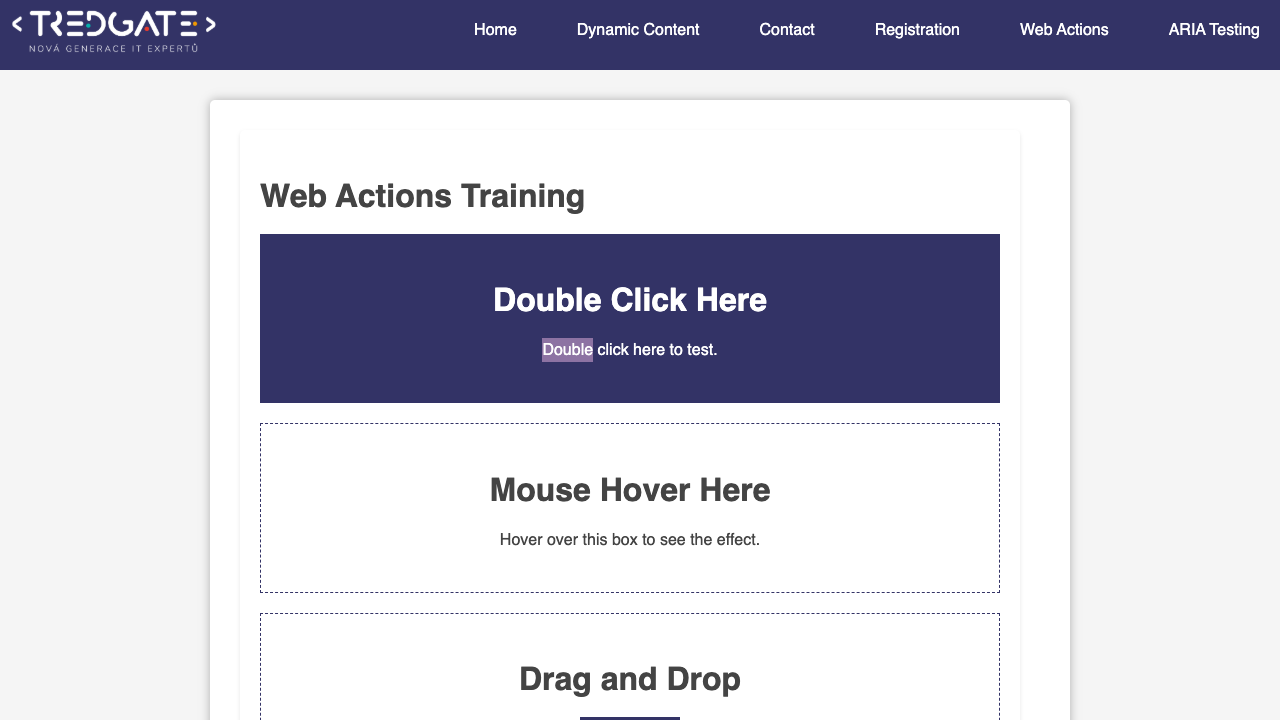 < TREDGATE >
NOVÁ GENERACE IT EXPERTŮ
Home
Dynamic Content
Contact
Registration
Web Actions
ARIA Testing
Web Actions Training
Double Click Here
Double click here to test.
Mouse Hover Here
Hover over this box to see the effect.
Drag and Drop